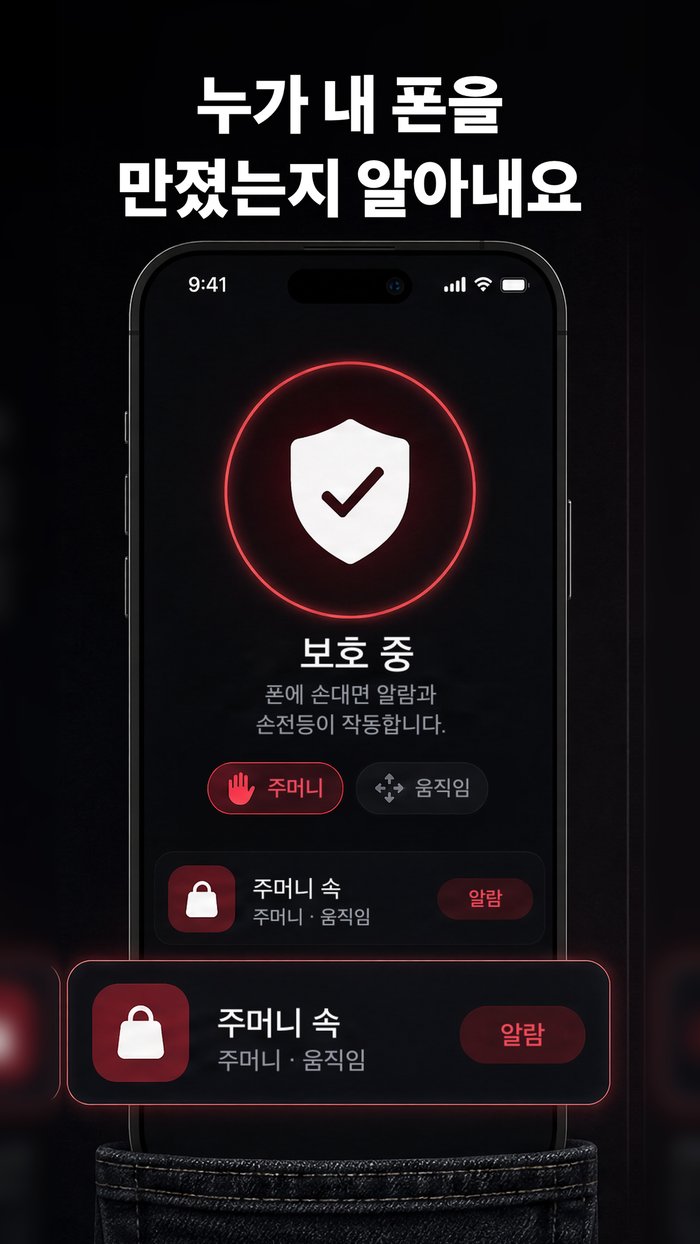 누가 내 폰을
만졌는지 알아내요
9:41
보호 중
폰에 손대면 알람과
손전등이 작동합니다.
주머니
움직임
주머니 속
주머니 · 움직임
알람
주머니 속
주머니 · 움직임
알람